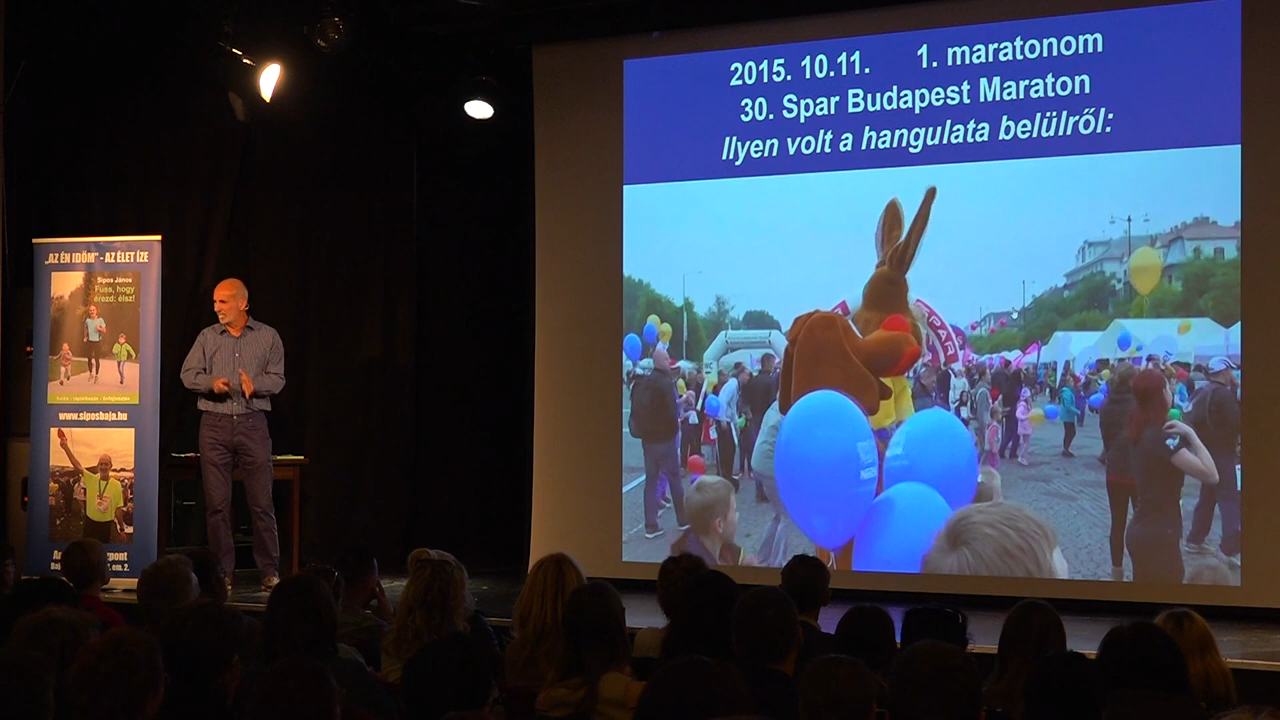 2015. 10.11. 1. maratonom
30. Spar Budapest Maraton
Ilyen volt a hangulata belülről:
SPAR
„AZ ÉN IDŐM” - AZ ÉLET ÍZE
Sipos János
Fuss, hogy
érezd: élsz!
www.siposbaja.hu